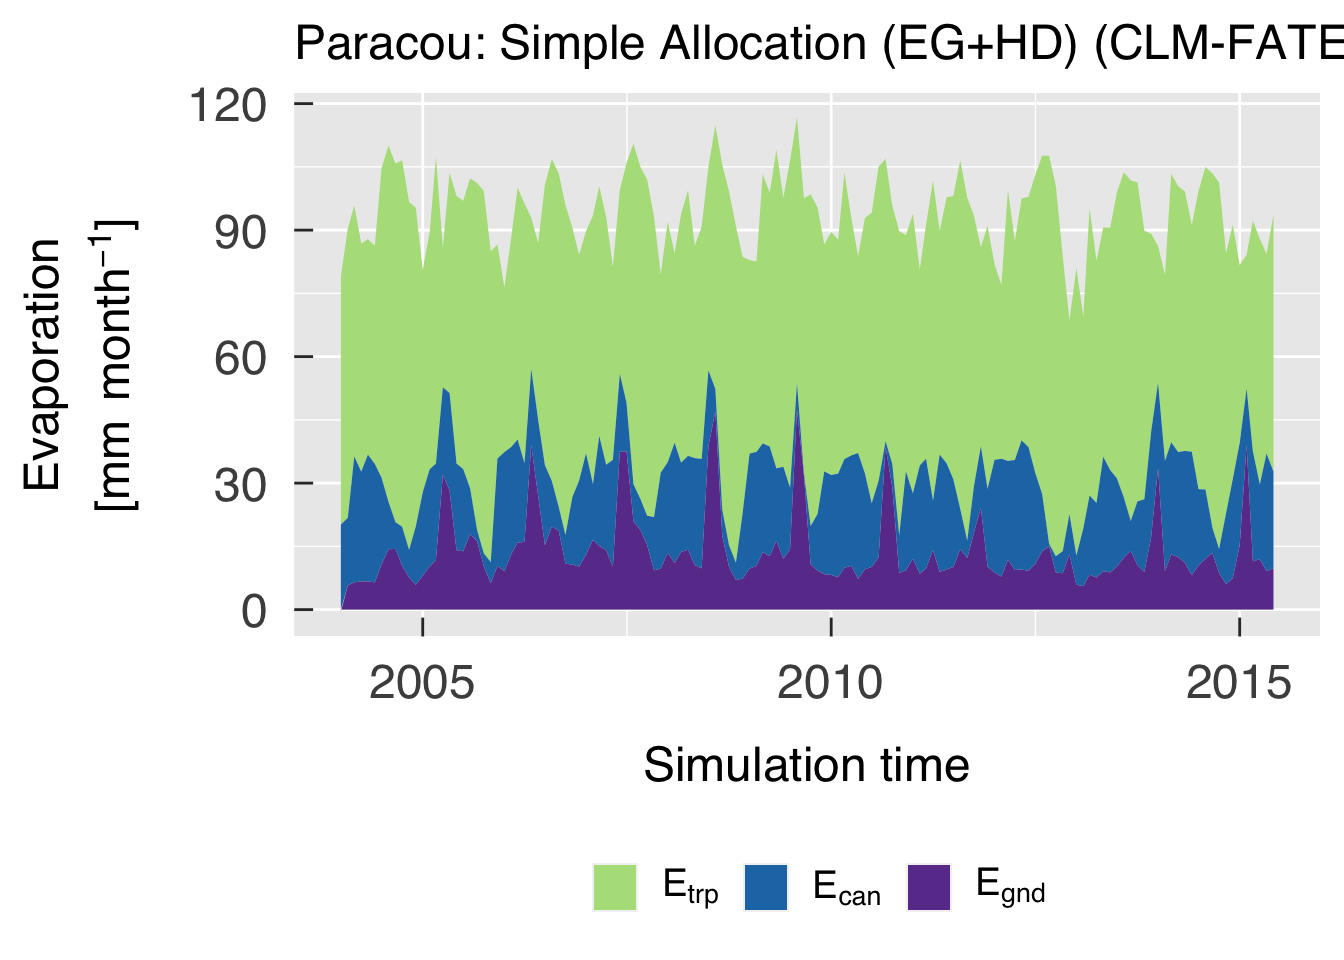 Paracou: Simple Allocation (EG+HD) (CLM-FATE
120
90
60
30
0
Evaporation
[mm month⁻¹]
2005 2010 2015
Simulation time
E_trp E_can E_gnd